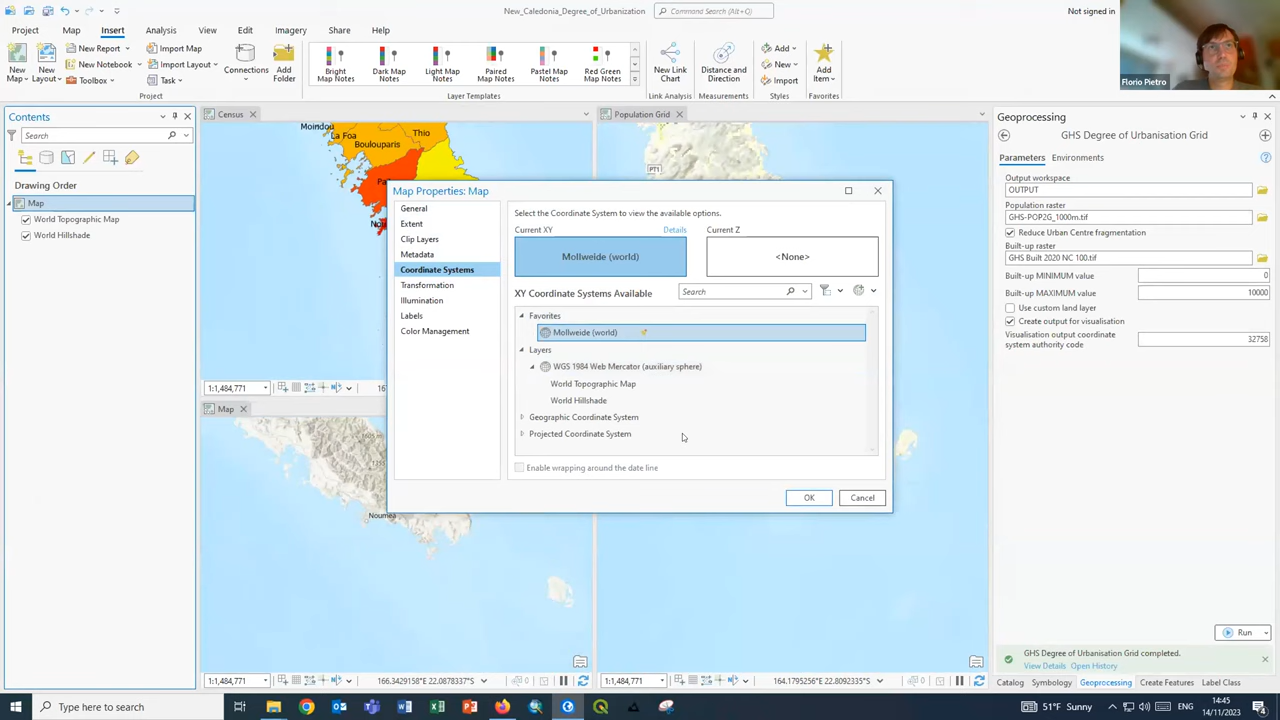 New_Caledonia_Degree_of_Urbanization
Command Search (Alt+Q)
Not signed in
Project
Map
Insert
Analysis
View
Edit
Imagery
Share
Help
Florio Pietro
New Map
New Layout
New Report
New Notebook
Toolbox
Import Map
Import Layout
Task
Connections
Add Folder
Bright Map Notes
Dark Map Notes
Light Map Notes
Paired Map Notes
Pastel Map Notes
Red Green Map Notes
New Link Chart
Distance and Direction
Add
New
Import
Add Item
Project
Layer Templates
Link Analysis
Measurements
Styles
Favorites
Contents
Search
Drawing Order
Map
World Topographic Map
World Hillshade
Census
Moindou
La Foa
Thio
Boulouparis
Population Grid
PT1
Map Properties: Map
General
Extent
Clip Layers
Metadata
Coordinate Systems
Transformation
Illumination
Labels
Color Management
Select the Coordinate System to view the available options.
Current XY
Details
Current Z
Mollweide (world)
<None>
XY Coordinate Systems Available
Search
Favorites
Mollweide (world)
Layers
WGS 1984 Web Mercator (auxiliary sphere)
World Topographic Map
World Hillshade
Geographic Coordinate System
Projected Coordinate System
Enable wrapping around the date line
OK
Cancel
1:1,484,771
Map
Noumea
1:1,484,771
166.3429158°E 22.0878337°S
1:1,484,771
164.1795256°E 22.8092335°S
Geoprocessing
GHS Degree of Urbanisation Grid
Parameters
Environments
Output workspace
OUTPUT
Population raster
GHS-POP2G_1000m.tif
Reduce Urban Centre fragmentation
Built-up raster
GHS Built 2020 NC 100.tif
Built-up MINIMUM value
0
Built-up MAXIMUM value
10000
Use custom land layer
Create output for visualisation
Visualisation output coordinate system authority code
32758
Run
GHS Degree of Urbanisation Grid completed.
View Details
Open History
Catalog
Symbology
Geoprocessing
Create Features
Label Class
Type here to search
51°F Sunny
14:45
14/11/2023